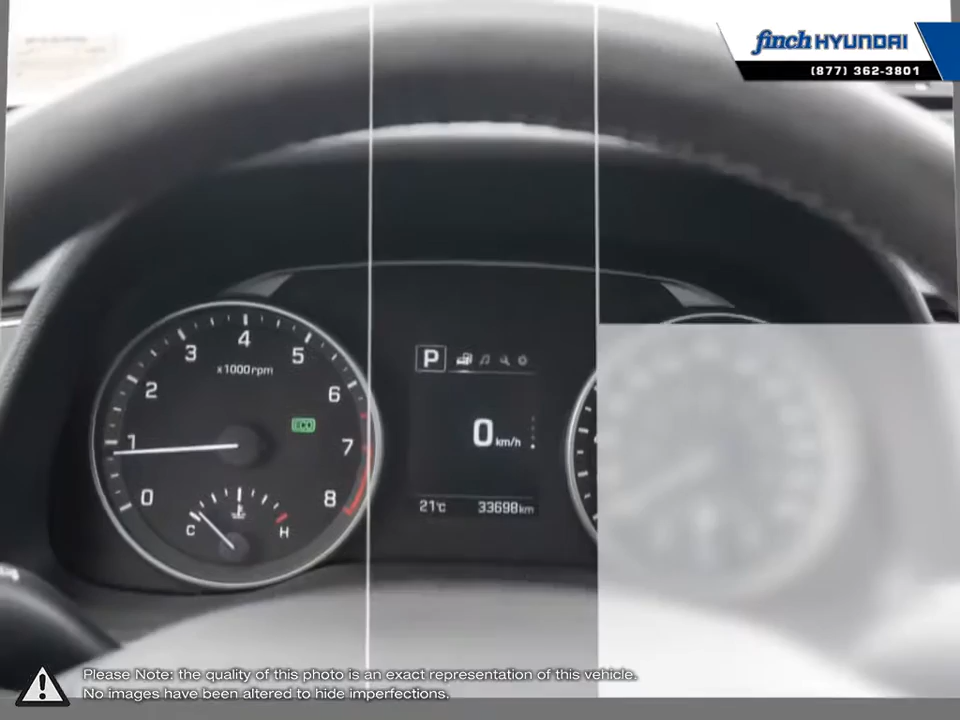 finch HYUNDAI
(877) 362-3801
4
3
5
x1000rpm
2
6
ECO
1
7
0
8
C
H
P
0 km/h
21°C 33698km
Please Note: the quality of this photo is an exact representation of this vehicle.
No images have been altered to hide imperfections.